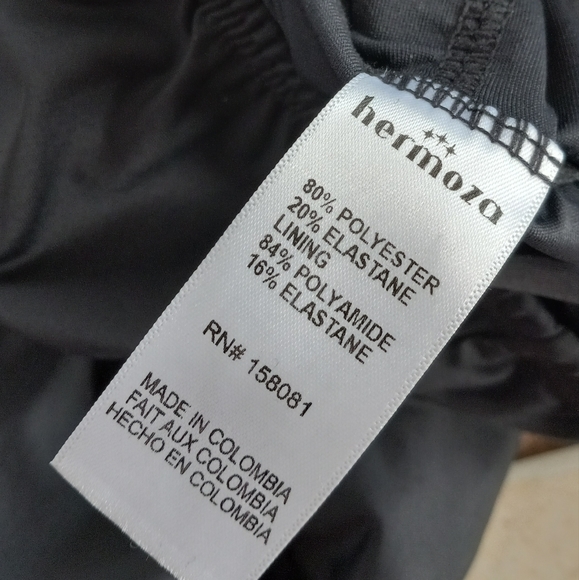 hermoza
80% POLYESTER
20% ELASTANE
LINING
84% POLYAMIDE
16% ELASTANE
RN# 158081
MADE IN COLOMBIA
FAIT AUX COLOMBIA
HECHO EN COLOMBIA